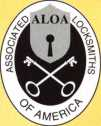 ALOA
ASSOCIATED LOCKSMITHS
OF AMERICA